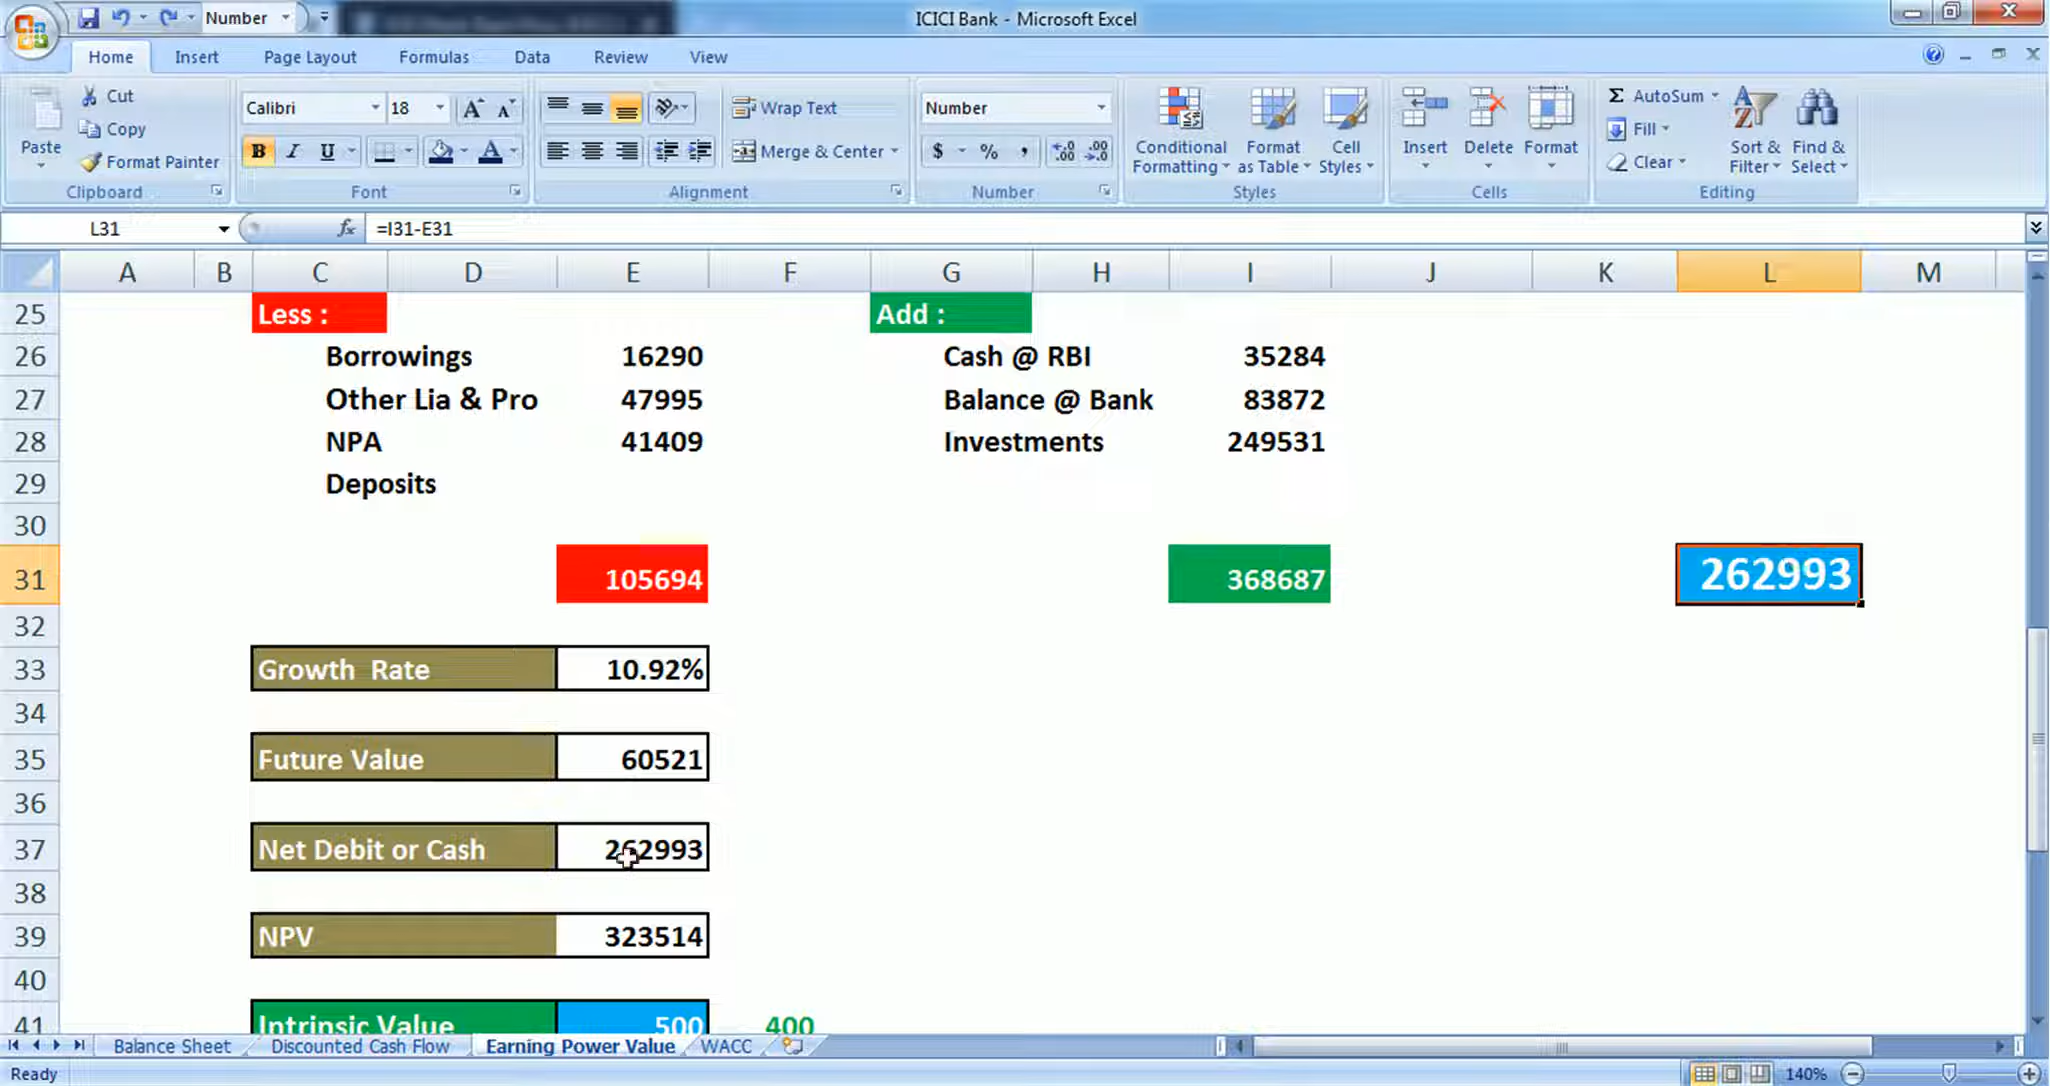 Number
ICICI Bank - Microsoft Excel
Home Insert Page Layout Formulas Data Review View
Paste
Cut
Copy
Format Painter
Clipboard
Calibri 18 A A
B I U A
Font
Wrap Text
Merge & Center
Alignment
Number
$ % , .00 .00
Number
Conditional Formatting
Format as Table
Cell Styles
Styles
Insert Delete Format
Cells
Σ AutoSum
Fill
Clear
Sort & Filter
Find & Select
Editing
L31 fx =I31-E31
A B C D E F G H I J K L M
25 Less : Add :
26 Borrowings 16290 Cash @ RBI 35284
27 Other Lia & Pro 47995 Balance @ Bank 83872
28 NPA 41409 Investments 249531
29 Deposits
30
31 105694 368687 262993
32
33 Growth Rate 10.92%
34
35 Future Value 60521
36
37 Net Debit or Cash 262993
38
39 NPV 323514
40
41 Intrinsic Value 500 400
Balance Sheet Discounted Cash Flow Earning Power Value WACC
Ready 140%